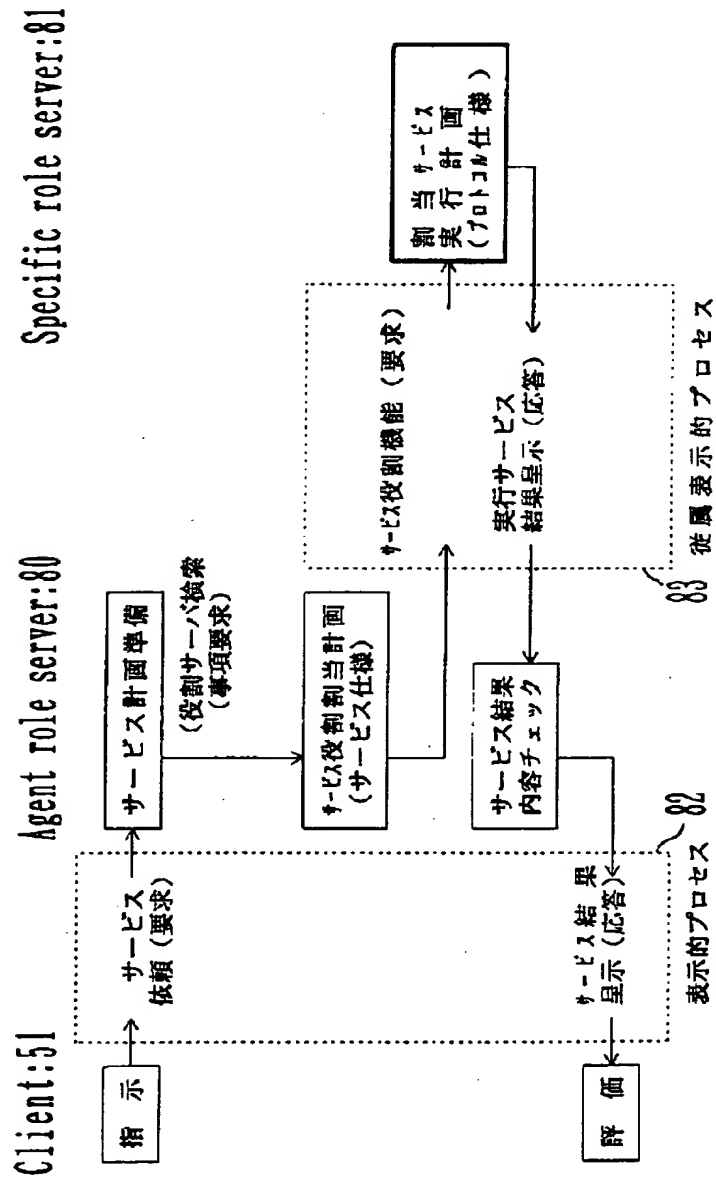 Client:51
Agent role server:80
Specific role server:81
指示
サービス
依頼(要求)
サービス計画準備
(役割サーバ検索
(事項要求)
サービス役割割当計画
(サービス仕様)
サービス役割機能(要求)
割当サービス
実行計画
(プロトコル仕様)
実行サービス
結果呈示(応答)
サービス結果
内容チェック
サービス結果
呈示(応答)
評価
82
表示的プロセス
83
従属表示的プロセス